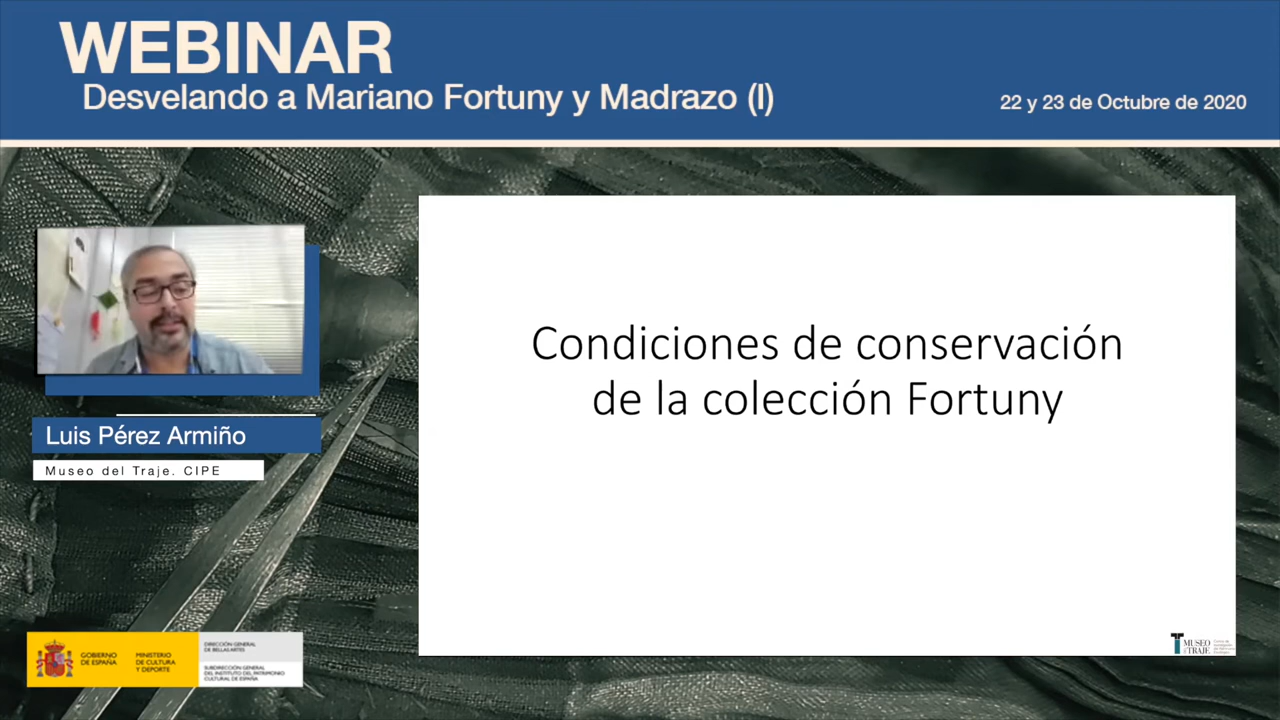 WEBINAR
Desvelando a Mariano Fortuny y Madrazo (I)
22 y 23 de Octubre de 2020
Condiciones de conservación
de la colección Fortuny
Luis Pérez Armiño
Museo del Traje. CIPE
GOBIERNO
DE ESPAÑA
MINISTERIO
DE CULTURA
Y DEPORTE
DIRECCIÓN GENERAL
DE BELLAS ARTES
SUBDIRECCIÓN GENERAL
DEL INSTITUTO DEL PATRIMONIO
CULTURAL DE ESPAÑA
MUSEO
DEL TRAJE